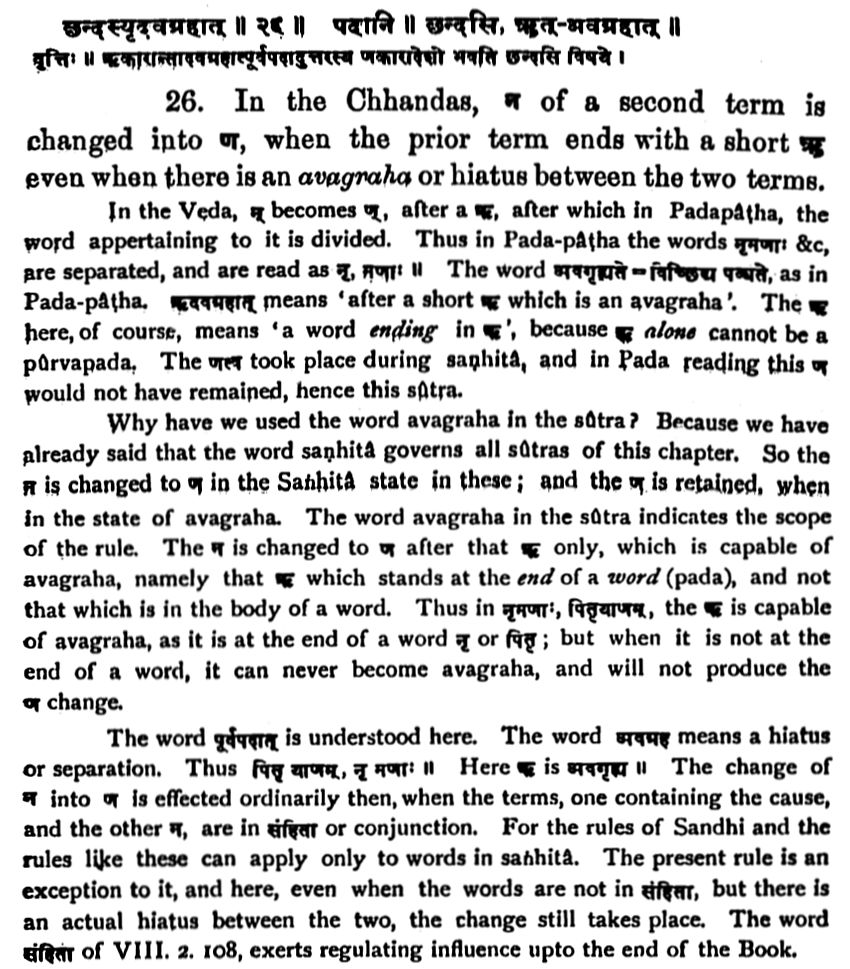 छन्दस्यृदवग्रहात् ॥ २६ ॥ पदानि ॥ छन्दसि, ऋत्-अवग्रहात् ॥
वृत्तिः ॥ ऋकारान्तादवग्रहात्पूर्वपदादुत्तरस्य णकारादेशो भवति छन्दसि विषये ।
26. In the Chhandas, न of a second term is
changed into ण, when the prior term ends with a short ऋ
even when there is an avagraha or hiatus between the two terms.
In the Veda, न् becomes ण्, after a ऋ, after which in Padapâṭha, the
word appertaining to it is divided. Thus in Pada-pâṭha the words नृमणाः &c,
are separated, and are read as नृ, मणाः ॥ The word अवगृह्यते = विच्छिद्य पठ्यते, as in
Pada-pâṭha. ऋदवग्रहात् means 'after a short ऋ which is an avagraha'. The ऋ
here, of course, means 'a word ending in ऋ', because ऋ alone cannot be a
pûrvapada. The णत्व took place during saṇhitâ, and in Pada reading this ण
would not have remained, hence this sûtra.
Why have we used the word avagraha in the sûtra? Because we have
already said that the word saṇhitâ governs all sûtras of this chapter. So the
न is changed to ण in the Saṅhitâ state in these; and the ण् is retained, when
in the state of avagraha. The word avagraha in the sûtra indicates the scope
of the rule. The न is changed to ण after that ऋ only, which is capable of
avagraha, namely that ऋ which stands at the end of a word (pada), and not
that which is in the body of a word. Thus in नृमणाः, पितृयाणम्, the ऋ is capable
of avagraha, as it is at the end of a word नृ or पितृ; but when it is not at the
end of a word, it can never become avagraha, and will not produce the
ण change.
The word पूर्वपदात् is understood here. The word अवग्रह means a hiatus
or separation. Thus पितृ याणम्, नृ मणाः ॥ Here ऋ is अवगृह्य ॥ The change of
न into ण is effected ordinarily then, when the terms, one containing the cause,
and the other न, are in संहिता or conjunction. For the rules of Sandhi and the
rules like these can apply only to words in saṅhitâ. The present rule is an
exception to it, and here, even when the words are not in संहिता, but there is
an actual hiatus between the two, the change still takes place. The word
संहिता of VIII. 2. 108, exerts regulating influence upto the end of the Book.